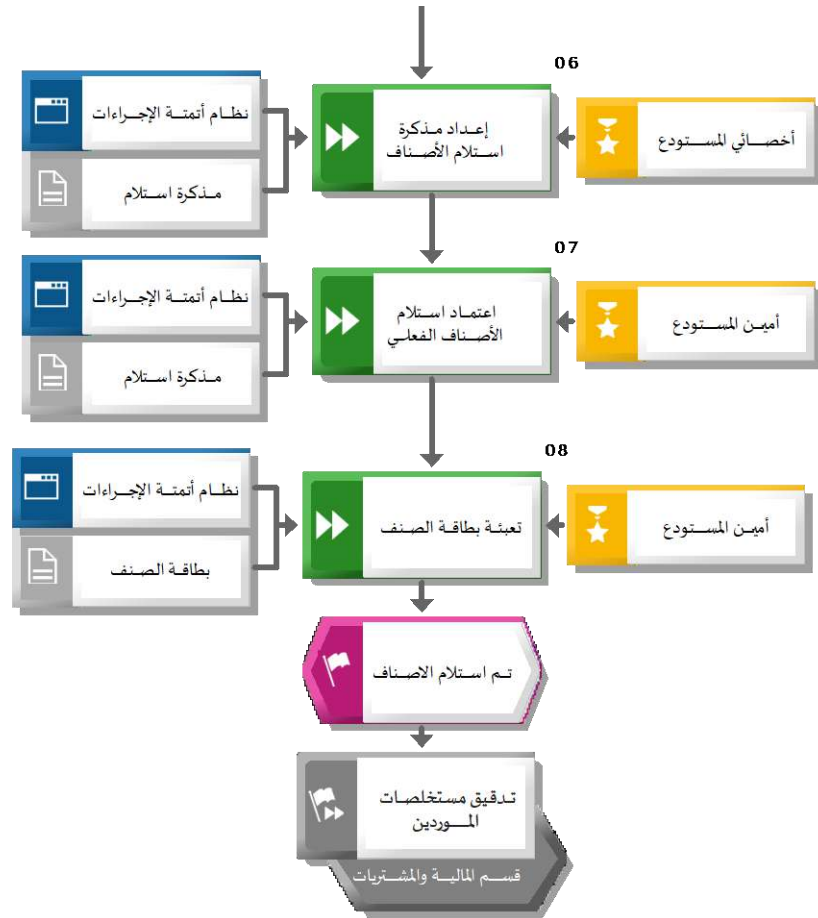 06
أخصائي المستودع
إعداد مذكرة
استلام الأصناف
نظام أتمتة الإجراءات
مذكرة استلام
07
أمين المستودع
اعتماد استلام
الأصناف الفعلي
نظام أتمتة الإجراءات
مذكرة استلام
08
أمين المستودع
تعبئة بطاقة الصنف
نظام أتمتة الإجراءات
بطاقة الصنف
تم استلام الاصناف
تدقيق مستخلصات
الموردين
قسم المالية والمشتريات